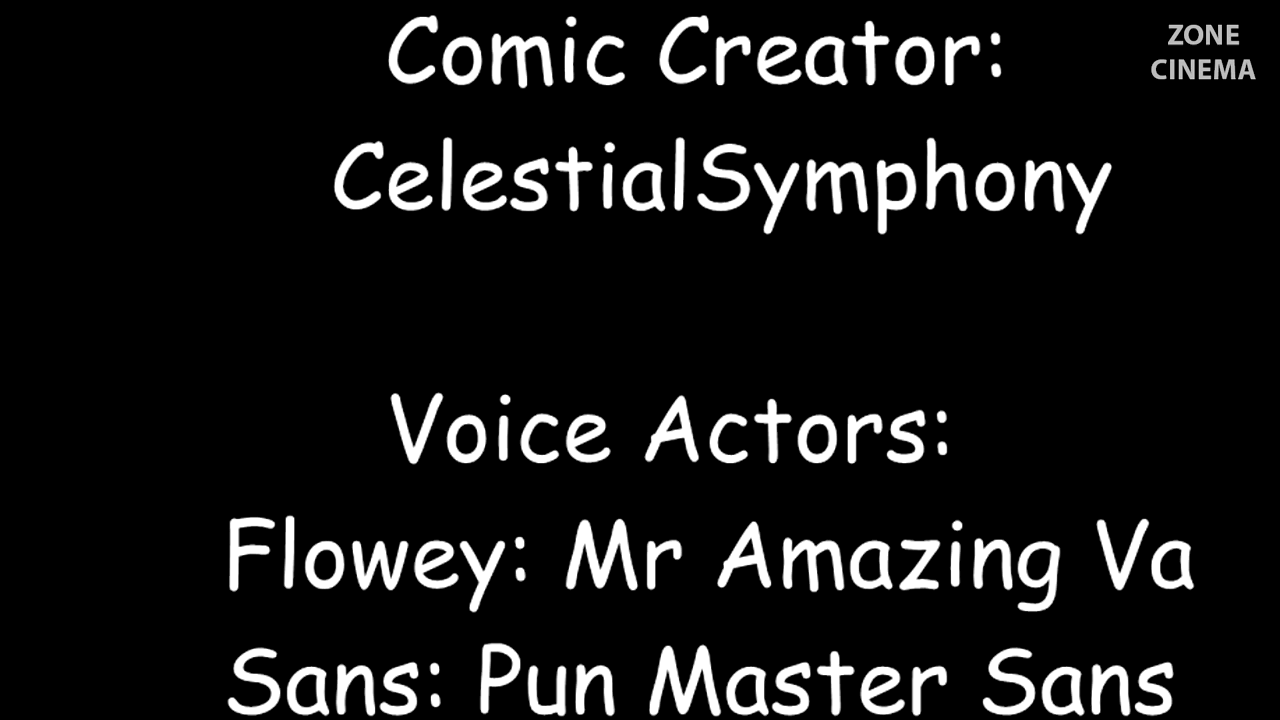 ZONE
CINEMA
Comic Creator:
CelestialSymphony
Voice Actors:
Flowey: Mr Amazing Va
Sans: Pun Master Sans